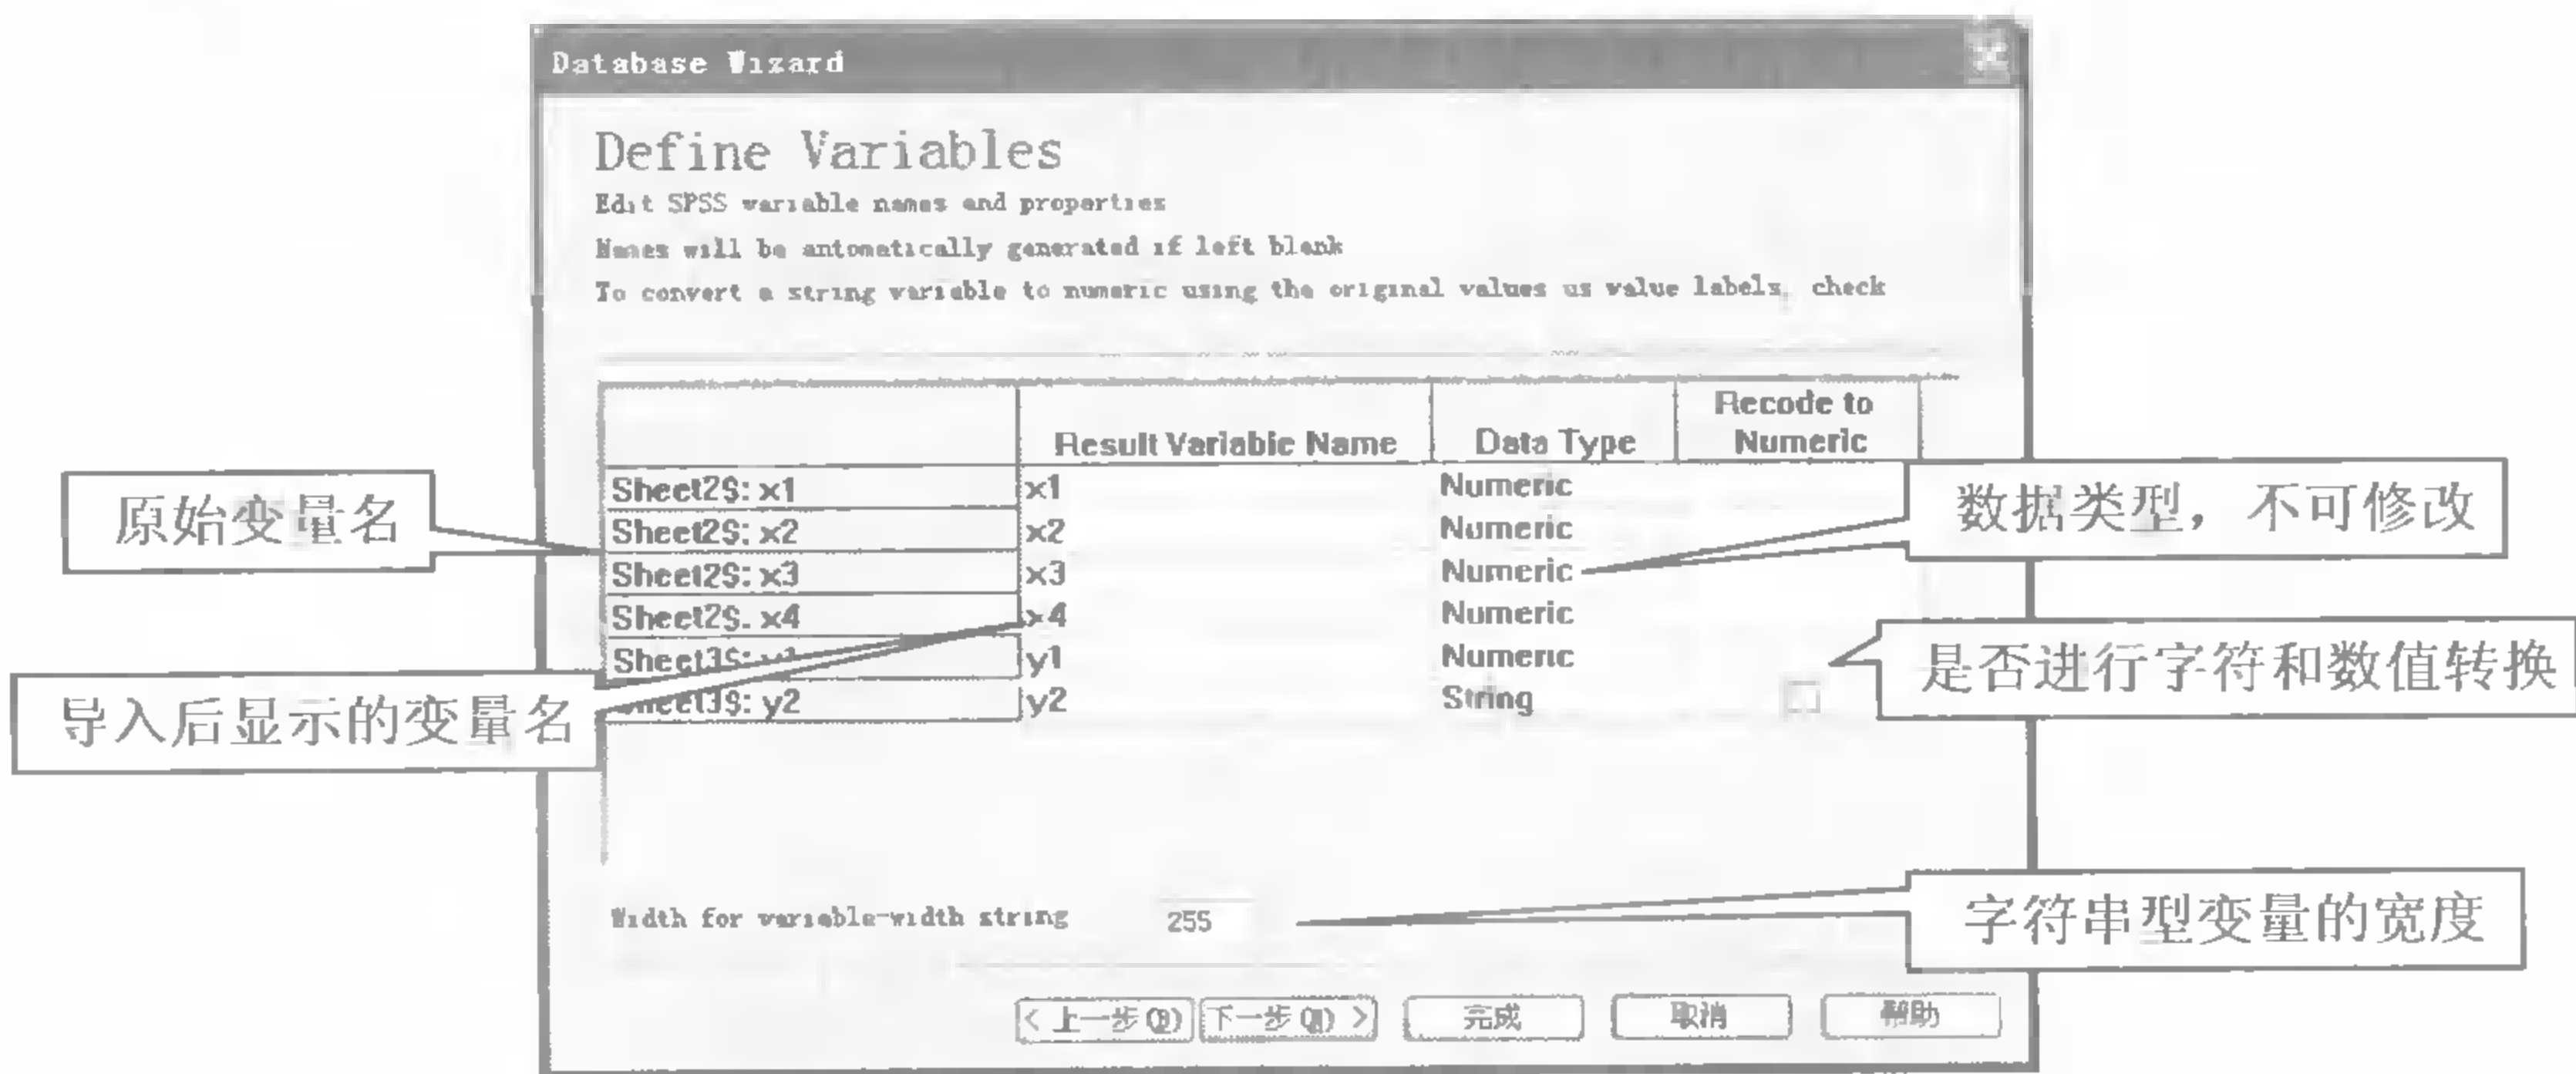 Database Wizard
Define Variables
Edit SPSS variable names and properties
Names will be antomatically generated if left blank
To convert a string variable to numeric using the original values us value labels, check
Result Variable Name Data Type Recode to Numeric
Sheet2$: x1 x1 Numeric
Sheet2$: x2 x2 Numeric
Sheet2$: x3 x3 Numeric
Sheet2$. x4 x4 Numeric
Sheet3$: y1 y1 Numeric
Sheet3$: y2 y2 String
原始变量名
导入后显示的变量名
数据类型，不可修改
是否进行字符和数值转换
Width for variable-width string 255
字符串型变量的宽度
< 上一步(B) 下一步(N) > 完成 取消 帮助